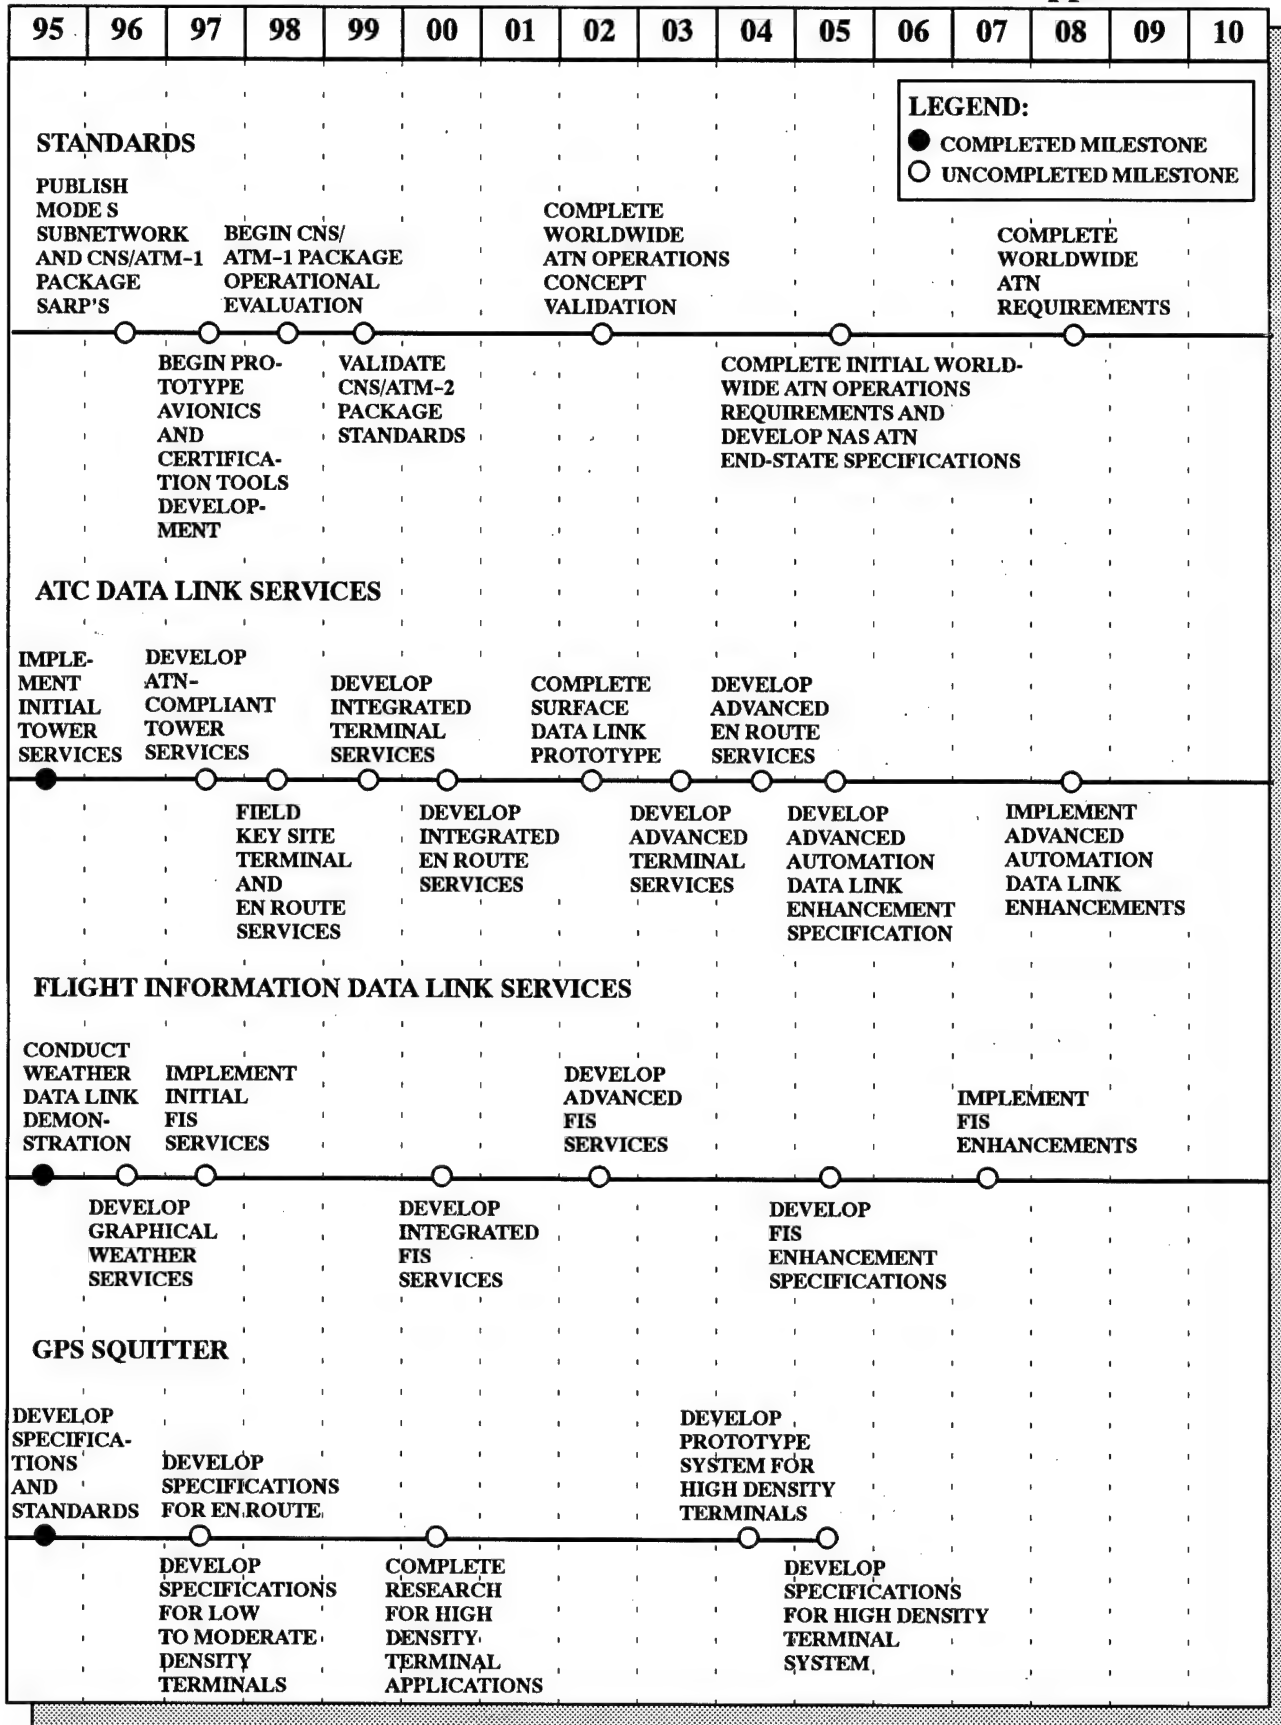 95 96 97 98 99 00 01 02 03 04 05 06 07 08 09 10
LEGEND:
COMPLETED MILESTONE
UNCOMPLETED MILESTONE
STANDARDS
PUBLISH
MODE S
SUBNETWORK
AND CNS/ATM-1
PACKAGE
SARP'S
BEGIN CNS/
ATM-1 PACKAGE
OPERATIONAL
EVALUATION
COMPLETE
WORLDWIDE
ATN OPERATIONS
CONCEPT
VALIDATION
COMPLETE
WORLDWIDE
ATN
REQUIREMENTS
BEGIN PRO-
TOTYPE
AVIONICS
AND
CERTIFICA-
TION TOOLS
DEVELOP-
MENT
VALIDATE
CNS/ATM-2
PACKAGE
STANDARDS
COMPLETE INITIAL WORLD-
WIDE ATN OPERATIONS
REQUIREMENTS AND
DEVELOP NAS ATN
END-STATE SPECIFICATIONS
ATC DATA LINK SERVICES
IMPLE-
MENT
INITIAL
TOWER
SERVICES
DEVELOP
ATN-
COMPLIANT
TOWER
SERVICES
DEVELOP
INTEGRATED
TERMINAL
SERVICES
COMPLETE
SURFACE
DATA LINK
PROTOTYPE
DEVELOP
ADVANCED
EN ROUTE
SERVICES
FIELD
KEY SITE
TERMINAL
AND
EN ROUTE
SERVICES
DEVELOP
INTEGRATED
EN ROUTE
SERVICES
DEVELOP
ADVANCED
TERMINAL
SERVICES
DEVELOP
ADVANCED
AUTOMATION
DATA LINK
ENHANCEMENT
SPECIFICATION
IMPLEMENT
ADVANCED
AUTOMATION
DATA LINK
ENHANCEMENTS
FLIGHT INFORMATION DATA LINK SERVICES
CONDUCT
WEATHER
DATA LINK
DEMON-
STRATION
IMPLEMENT
INITIAL
FIS
SERVICES
DEVELOP
ADVANCED
FIS
SERVICES
IMPLEMENT
FIS
ENHANCEMENTS
DEVELOP
GRAPHICAL
WEATHER
SERVICES
DEVELOP
INTEGRATED
FIS
SERVICES
DEVELOP
FIS
ENHANCEMENT
SPECIFICATIONS
GPS SQUITTER
DEVELOP
SPECIFICA-
TIONS
AND
STANDARDS
DEVELOP
SPECIFICATIONS
FOR EN ROUTE
DEVELOP
PROTOTYPE
SYSTEM FOR
HIGH DENSITY
TERMINALS
DEVELOP
SPECIFICATIONS
FOR LOW
TO MODERATE
DENSITY
TERMINALS
COMPLETE
RESEARCH
FOR HIGH
DENSITY
TERMINAL
APPLICATIONS
DEVELOP
SPECIFICATIONS
FOR HIGH DENSITY
TERMINAL
SYSTEM